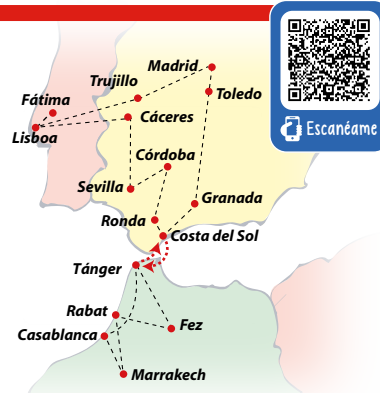 Madrid
Trujillo
Toledo
Fátima
Cáceres
Escanéame
Lisboa
Córdoba
Sevilla
Granada
Ronda
Costa del Sol
Tánger
Rabat
Fez
Casablanca
Marrakech